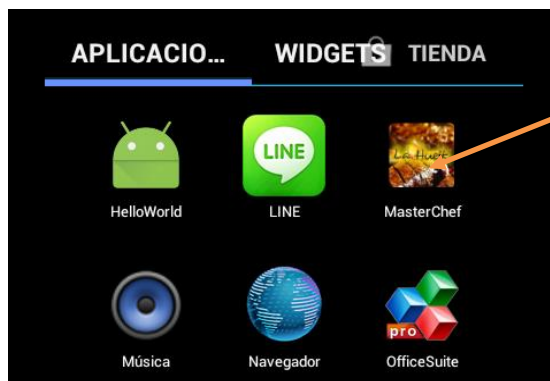 APLICACIO... WIDGETS TIENDA
LINE
HelloWorld LINE MasterChef
pro
Música Navegador OfficeSuite